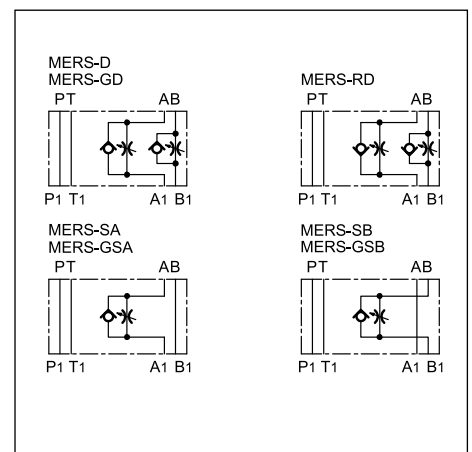 MERS-D
MERS-GD
PT AB
P1 T1 A1 B1
MERS-RD
PT AB
P1 T1 A1 B1
MERS-SA
MERS-GSA
PT AB
P1 T1 A1 B1
MERS-SB
MERS-GSB
PT AB
P1 T1 A1 B1